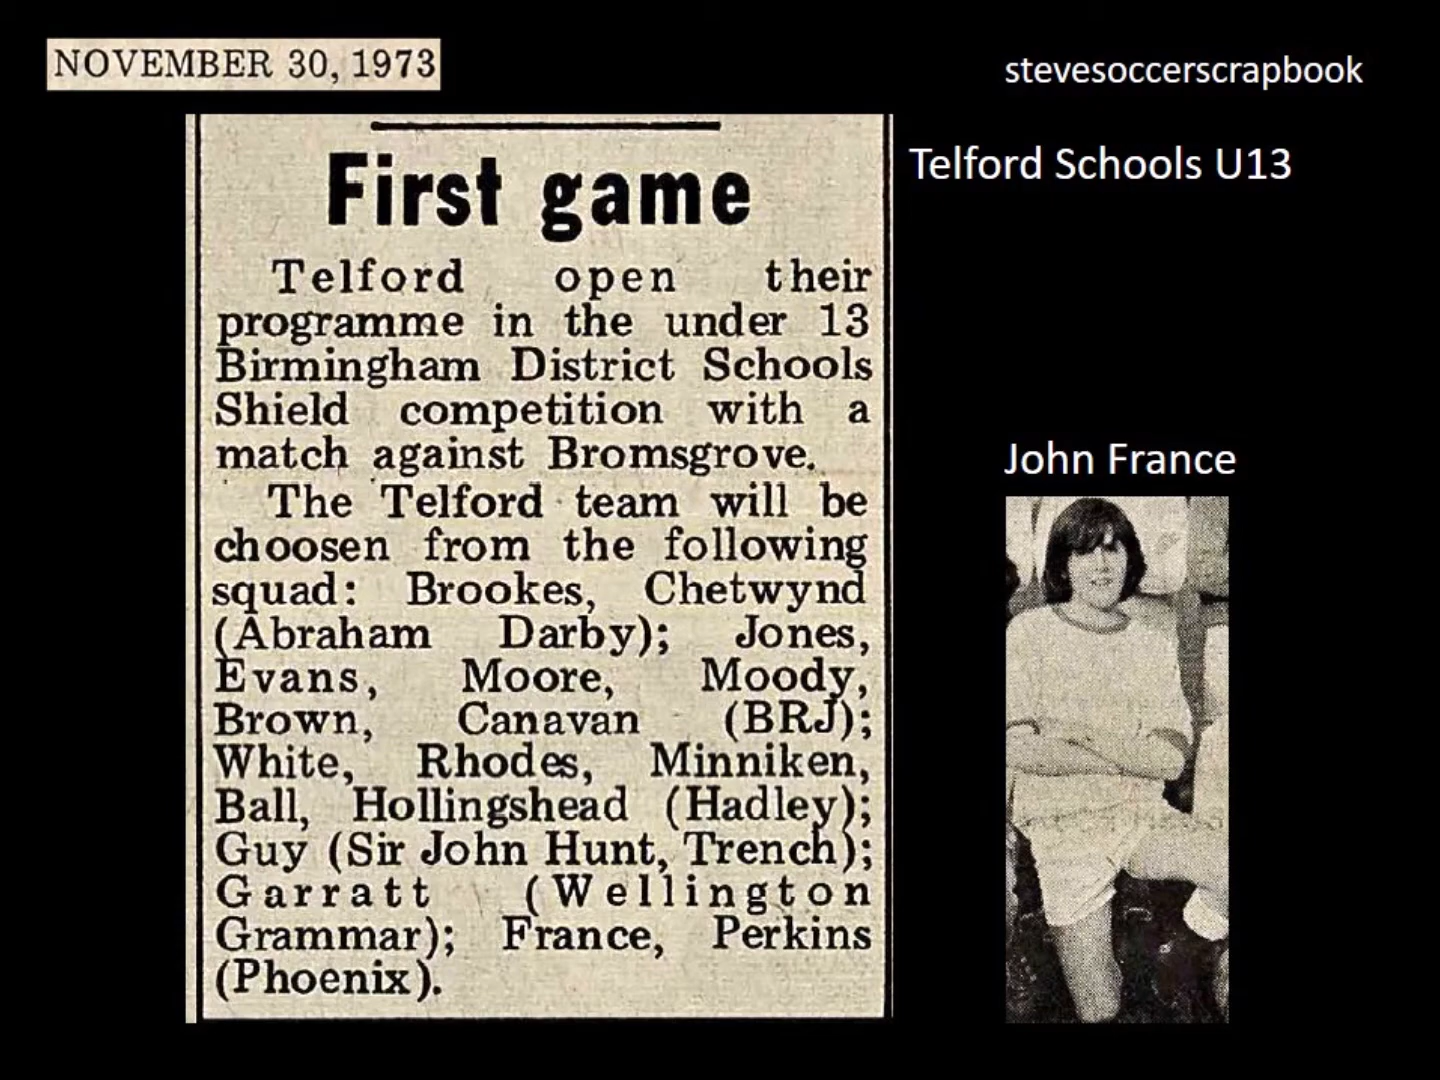 NOVEMBER 30, 1973
stevesoccerscrapbook
Telford Schools U13
First game
Telford open their
programme in the under 13
Birmingham District Schools
Shield competition with a
match against Bromsgrove.
The Telford team will be
choosen from the following
squad: Brookes, Chetwynd
(Abraham Darby); Jones,
Evans, Moore, Moody,
Brown, Canavan (BRJ);
White, Rhodes, Minniken,
Ball, Hollingshead (Hadley);
Guy (Sir John Hunt, Trench);
Garratt (Wellington
Grammar); France, Perkins
(Phoenix).
John France